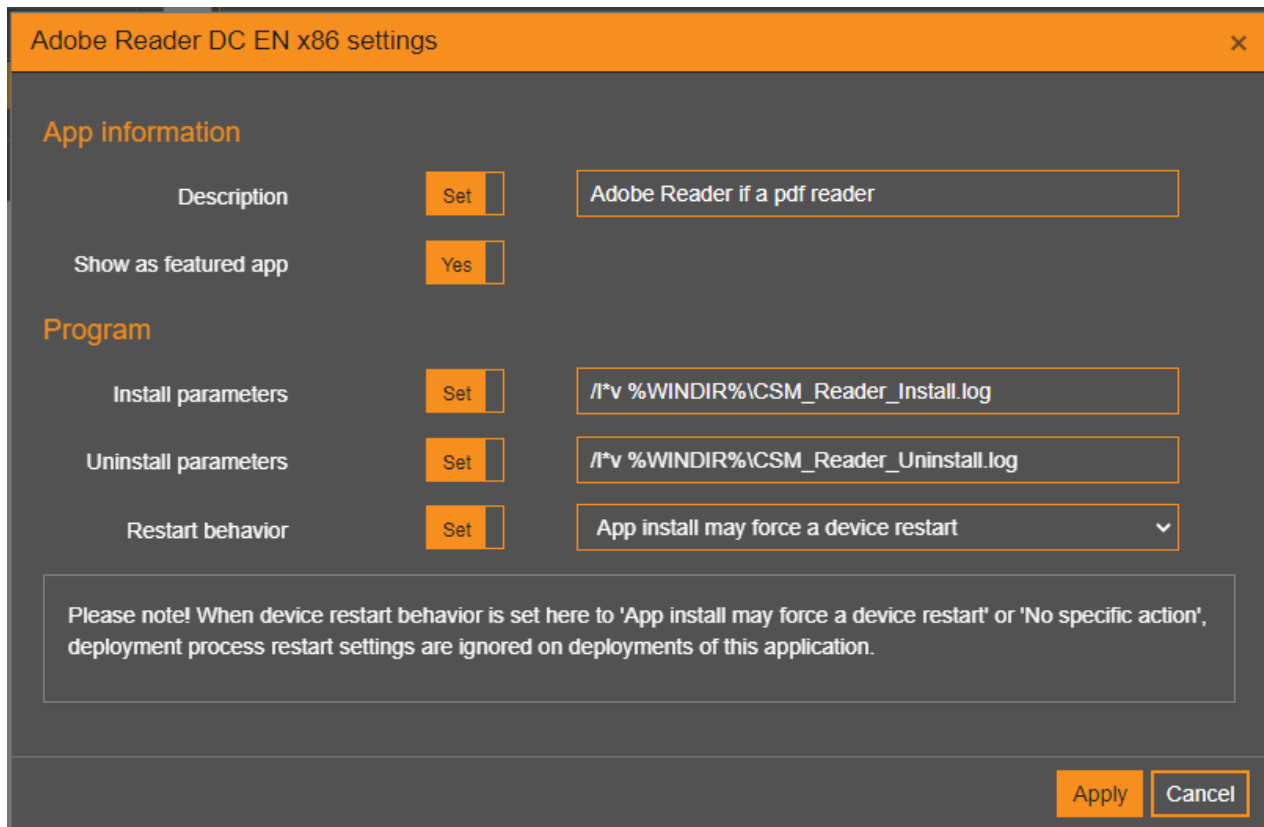 Adobe Reader DC EN x86 settings ×
App information
Description Set Adobe Reader if a pdf reader
Show as featured app Yes
Program
Install parameters Set /l*v %WINDIR%\CSM_Reader_Install.log
Uninstall parameters Set /l*v %WINDIR%\CSM_Reader_Uninstall.log
Restart behavior Set App install may force a device restart
Please note! When device restart behavior is set here to 'App install may force a device restart' or 'No specific action',
deployment process restart settings are ignored on deployments of this application.
Apply Cancel